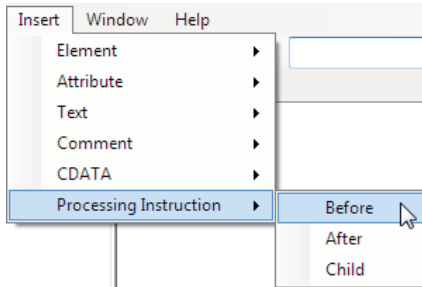 Insert Window Help
Element
Attribute
Text
Comment
CDATA
Processing Instruction
Before
After
Child